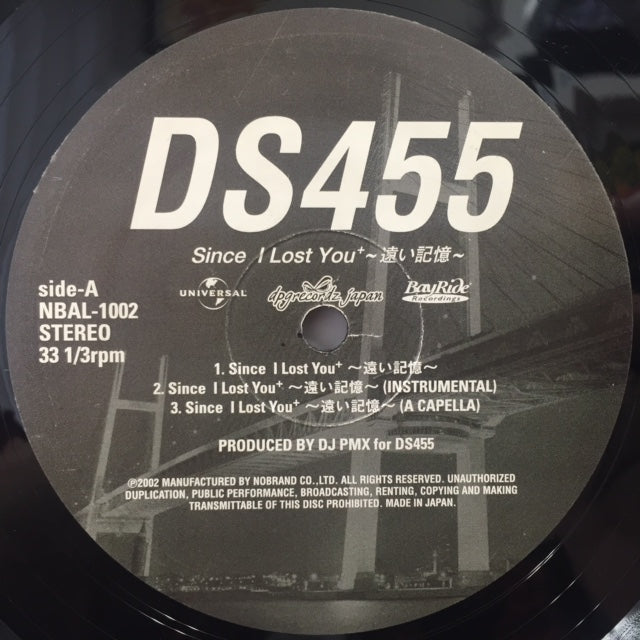 DS455
Since I Lost You⁺～遠い記憶～
UNIVERSAL
dpgrecordz japan
BayRide
Recordings
side-A
NBAL-1002
STEREO
33 1/3rpm
1. Since I Lost You⁺ ～遠い記憶～
2. Since I Lost You⁺ ～遠い記憶～ (INSTRUMENTAL)
3. Since I Lost You⁺ ～遠い記憶～ (A CAPELLA)
PRODUCED BY DJ PMX for DS455
℗2002 MANUFACTURED BY NOBRAND CO.,LTD. ALL RIGHTS RESERVED. UNAUTHORIZED
DUPLICATION, PUBLIC PERFORMANCE, BROADCASTING, RENTING, COPYING AND MAKING
TRANSMITTABLE OF THIS DISC PROHIBITED. MADE IN JAPAN.